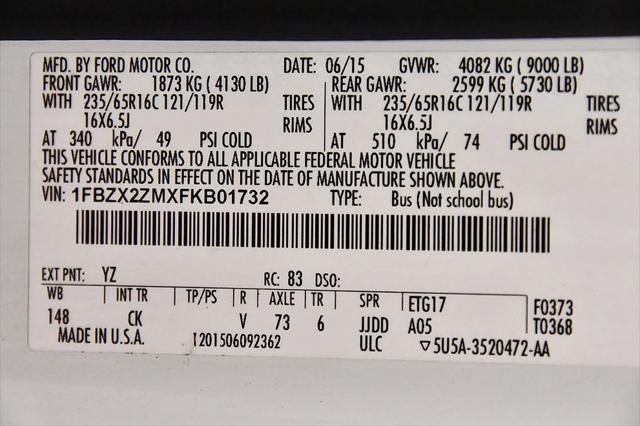 MFD. BY FORD MOTOR CO. DATE: 06/15 GVWR: 4082 KG ( 9000 LB)
FRONT GAWR: 1873 KG ( 4130 LB) REAR GAWR: 2599 KG ( 5730 LB)
WITH 235/65R16C 121/119R TIRES WITH 235/65R16C 121/119R TIRES
16X6.5J RIMS 16X6.5J RIMS
AT 340 kPa/ 49 PSI COLD AT 510 kPa/ 74 PSI COLD
THIS VEHICLE CONFORMS TO ALL APPLICABLE FEDERAL MOTOR VEHICLE
SAFETY STANDARDS IN EFFECT ON THE DATE OF MANUFACTURE SHOWN ABOVE.
VIN: 1FBZX2ZMXFKB01732 TYPE: Bus (Not school bus)
EXT PNT: YZ RC: 83 DSO:
WB INT TR TP/PS R AXLE TR SPR ETG17 F0373
148 CK V 73 6 JJDD A05 T0368
MADE IN U.S.A. 1201506092362 ULC ▽5U5A-3520472-AA